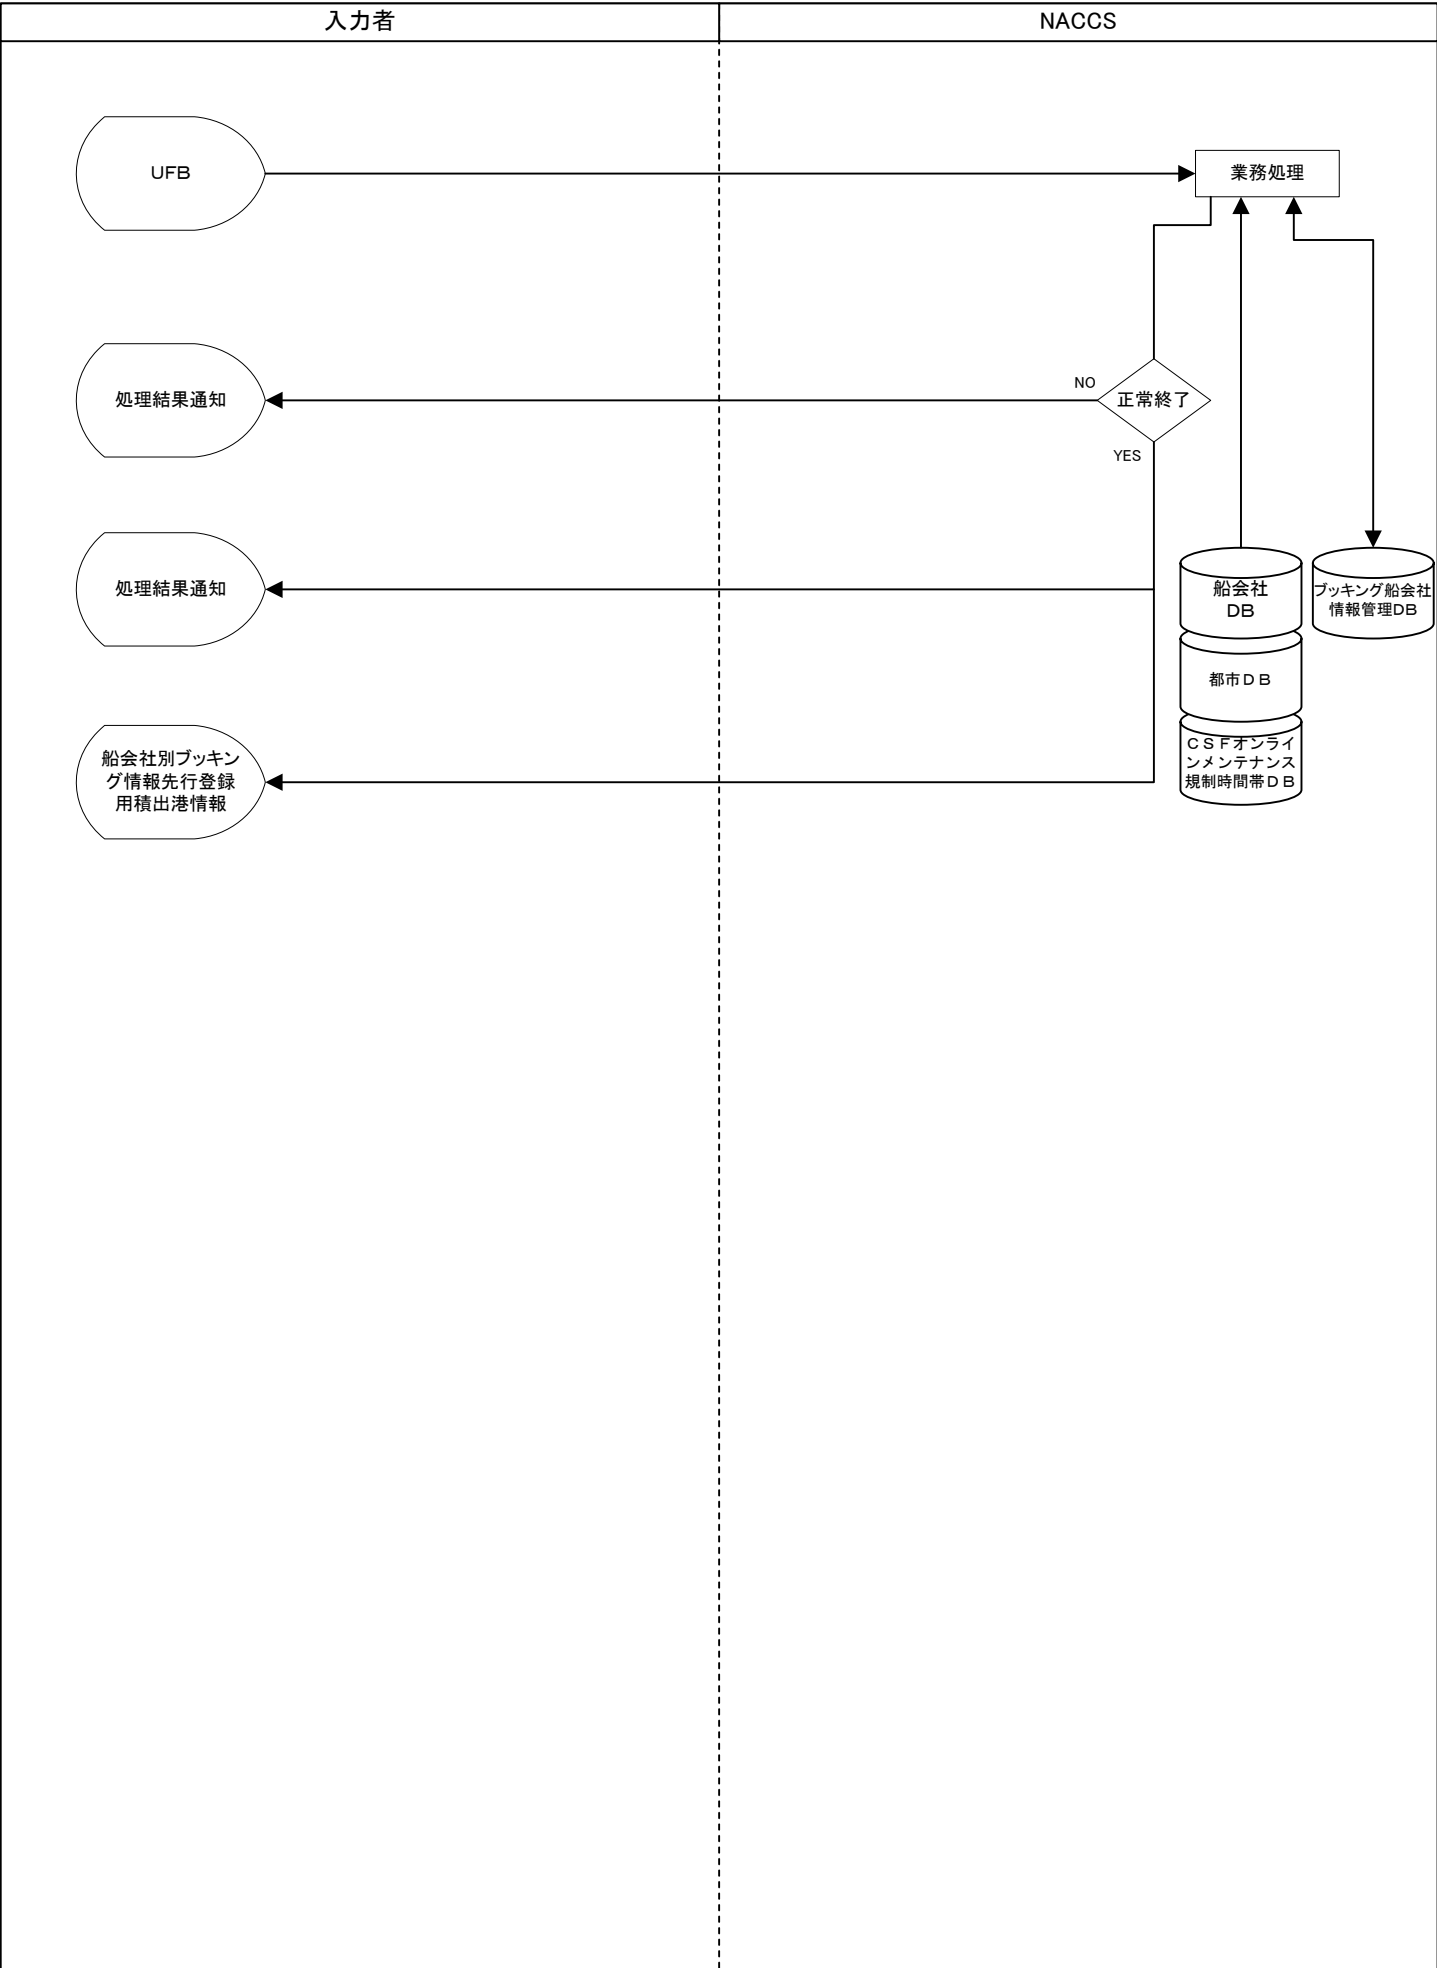 入力者
NACCS
UFB
業務処理
処理結果通知
NO
正常終了
YES
処理結果通知
船会社
DB
ブッキング船会社
情報管理DB
都市ＤＢ
船会社別ブッキン
グ情報先行登録
用積出港情報
ＣＳＦオンライ
ンメンテナンス
規制時間帯ＤＢ